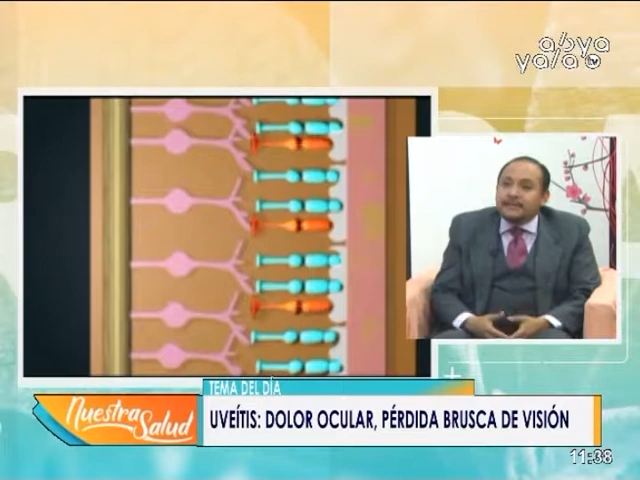 abya
yala tv
TEMA DEL DÍA
Nuestra
Salud
UVEÍTIS: DOLOR OCULAR, PÉRDIDA BRUSCA DE VISIÓN
11:38